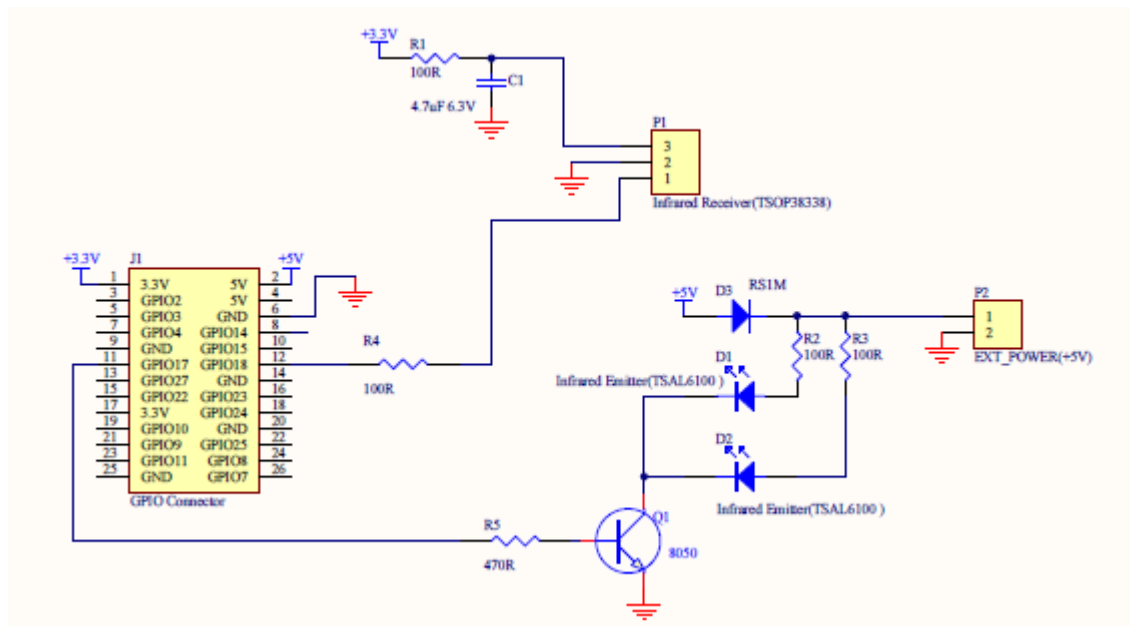 +3.3V
R1
100R
C1
4.7uF 6.3V
P1
3
2
1
Infrared Receiver(TSOP38338)
+3.3V
J1
+5V
1 3.3V 5V 2
3 GPIO2 5V 4
5 GPIO3 GND 6
7 GPIO4 GPIO14 8
9 GND GPIO15 10
11 GPIO17 GPIO18 12
13 GPIO27 GND 14
15 GPIO22 GPIO23 16
17 3.3V GPIO24 18
19 GPIO10 GND 20
21 GPIO9 GPIO25 22
23 GPIO11 GPIO8 24
25 GND GPIO7 26
GPIO Connector
R4
100R
+5V
D3
RS1M
P2
1
2
EXT_POWER(+5V)
R2
100R
R3
100R
D1
Infrared Emitter(TSAL6100 )
D2
Infrared Emitter(TSAL6100 )
R5
470R
Q1
8050